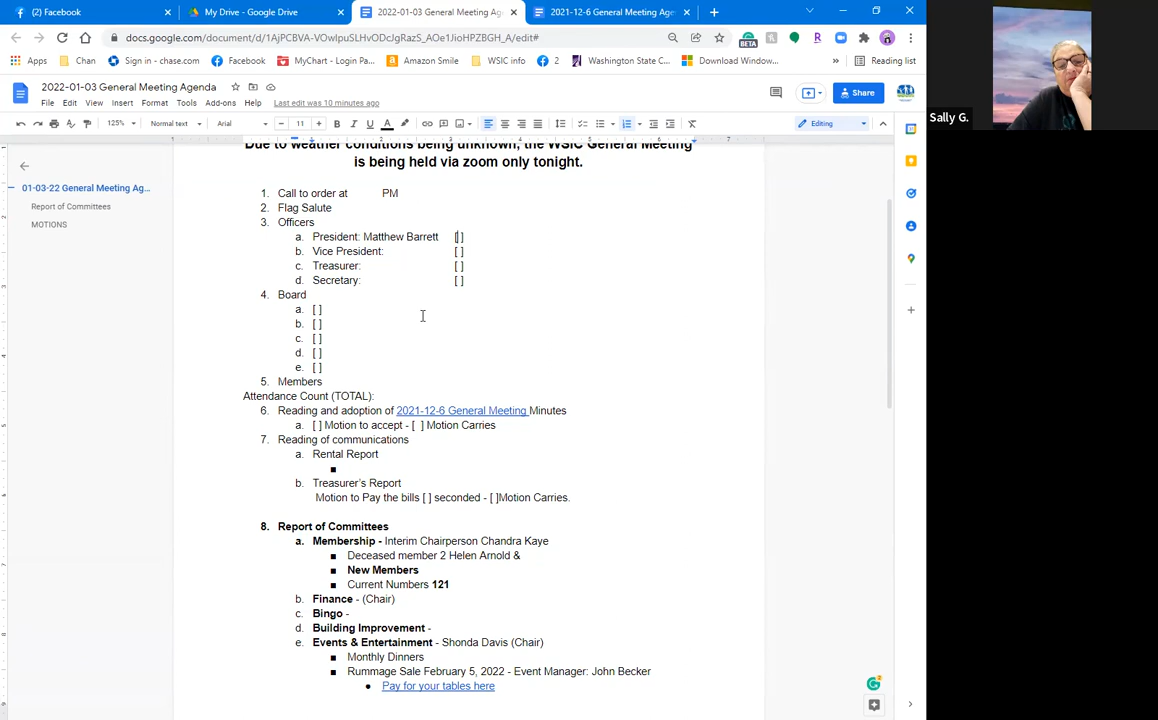 (2) Facebook
My Drive - Google Drive
2022-01-03 General Meeting Age
2021-12-6 General Meeting Age
docs.google.com/document/d/1AjPCBVA-VOwIpuSLHvODcJgRazS_AOe1JioHPZBGH_A/edit#
Apps
Chan
Sign in - chase.com
Facebook
MyChart - Login Pa...
Amazon Smile
WSIC info
2
Washington State C...
Download Window...
Reading list
BETA
2022-01-03 General Meeting Agenda
File Edit View Insert Format Tools Add-ons Help Last edit was 10 minutes ago
Share
125% Normal text Arial 11 B I U A Editing
Sally G.
01-03-22 General Meeting Ag...
Report of Committees
MOTIONS
Due to weather conditions being unknown, the WSIC General Meeting
is being held via zoom only tonight.
1. Call to order at PM
2. Flag Salute
3. Officers
a. President: Matthew Barrett [ ]
b. Vice President: [ ]
c. Treasurer: [ ]
d. Secretary: [ ]
4. Board
a. [ ]
b. [ ]
c. [ ]
d. [ ]
e. [ ]
5. Members
Attendance Count (TOTAL):
6. Reading and adoption of 2021-12-6 General Meeting Minutes
a. [ ] Motion to accept - [ ] Motion Carries
7. Reading of communications
a. Rental Report
b. Treasurer's Report
Motion to Pay the bills [ ] seconded - [ ]Motion Carries.
8. Report of Committees
a. Membership - Interim Chairperson Chandra Kaye
■ Deceased member 2 Helen Arnold &
■ New Members
■ Current Numbers 121
b. Finance - (Chair)
c. Bingo -
d. Building Improvement -
e. Events & Entertainment - Shonda Davis (Chair)
■ Monthly Dinners
■ Rummage Sale February 5, 2022 - Event Manager: John Becker
● Pay for your tables here